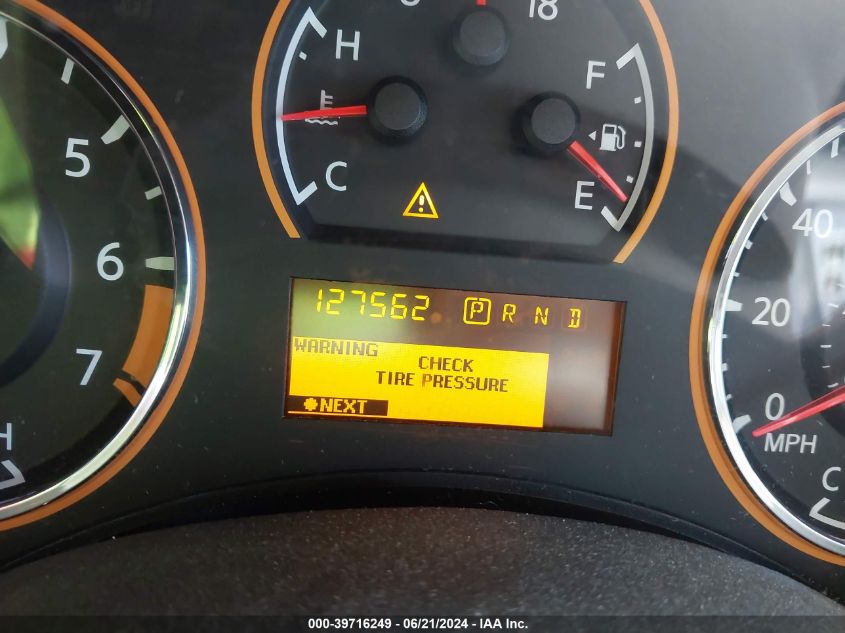 18
H
F
5
C
E
6
40
127562 P R N D
20
7
WARNING
CHECK
TIRE PRESSURE
NEXT
0
MPH
H
C
000-39716249 - 06/21/2024 - IAA Inc.